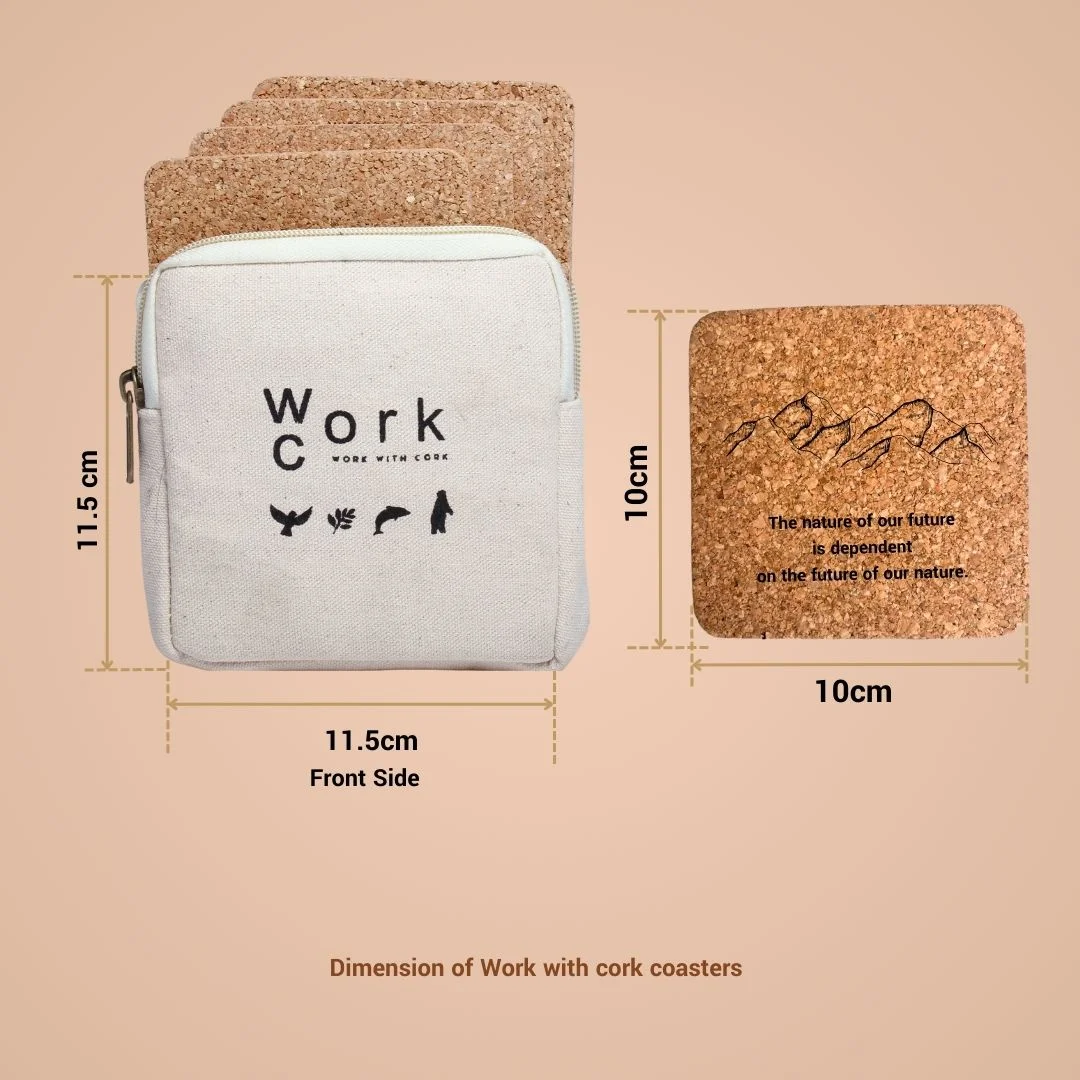 Work
C
WORK WITH CORK
11.5 cm
11.5cm
Front Side
10cm
The nature of our future
is dependent
on the future of our nature.
10cm
Dimension of Work with cork coasters